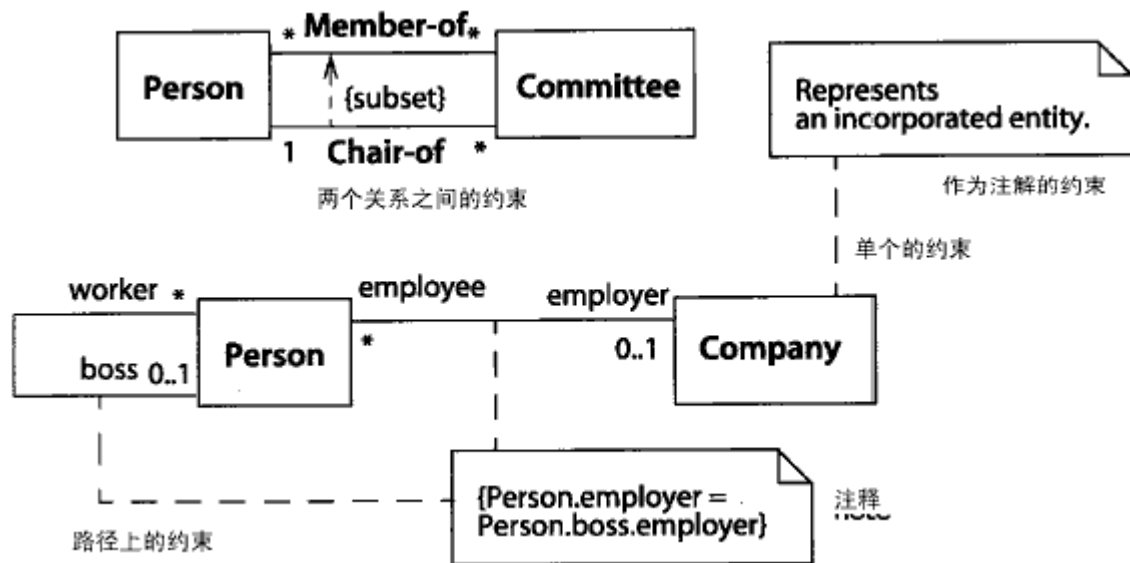 * Member-of *
Person
Committee
{subset}
1 Chair-of *
两个关系之间的约束
Represents
an incorporated entity.
作为注解的约束
单个的约束
worker *
employee
employer
Person
*
0..1
Company
boss 0..1
{Person.employer =
Person.boss.employer}
注释
路径上的约束